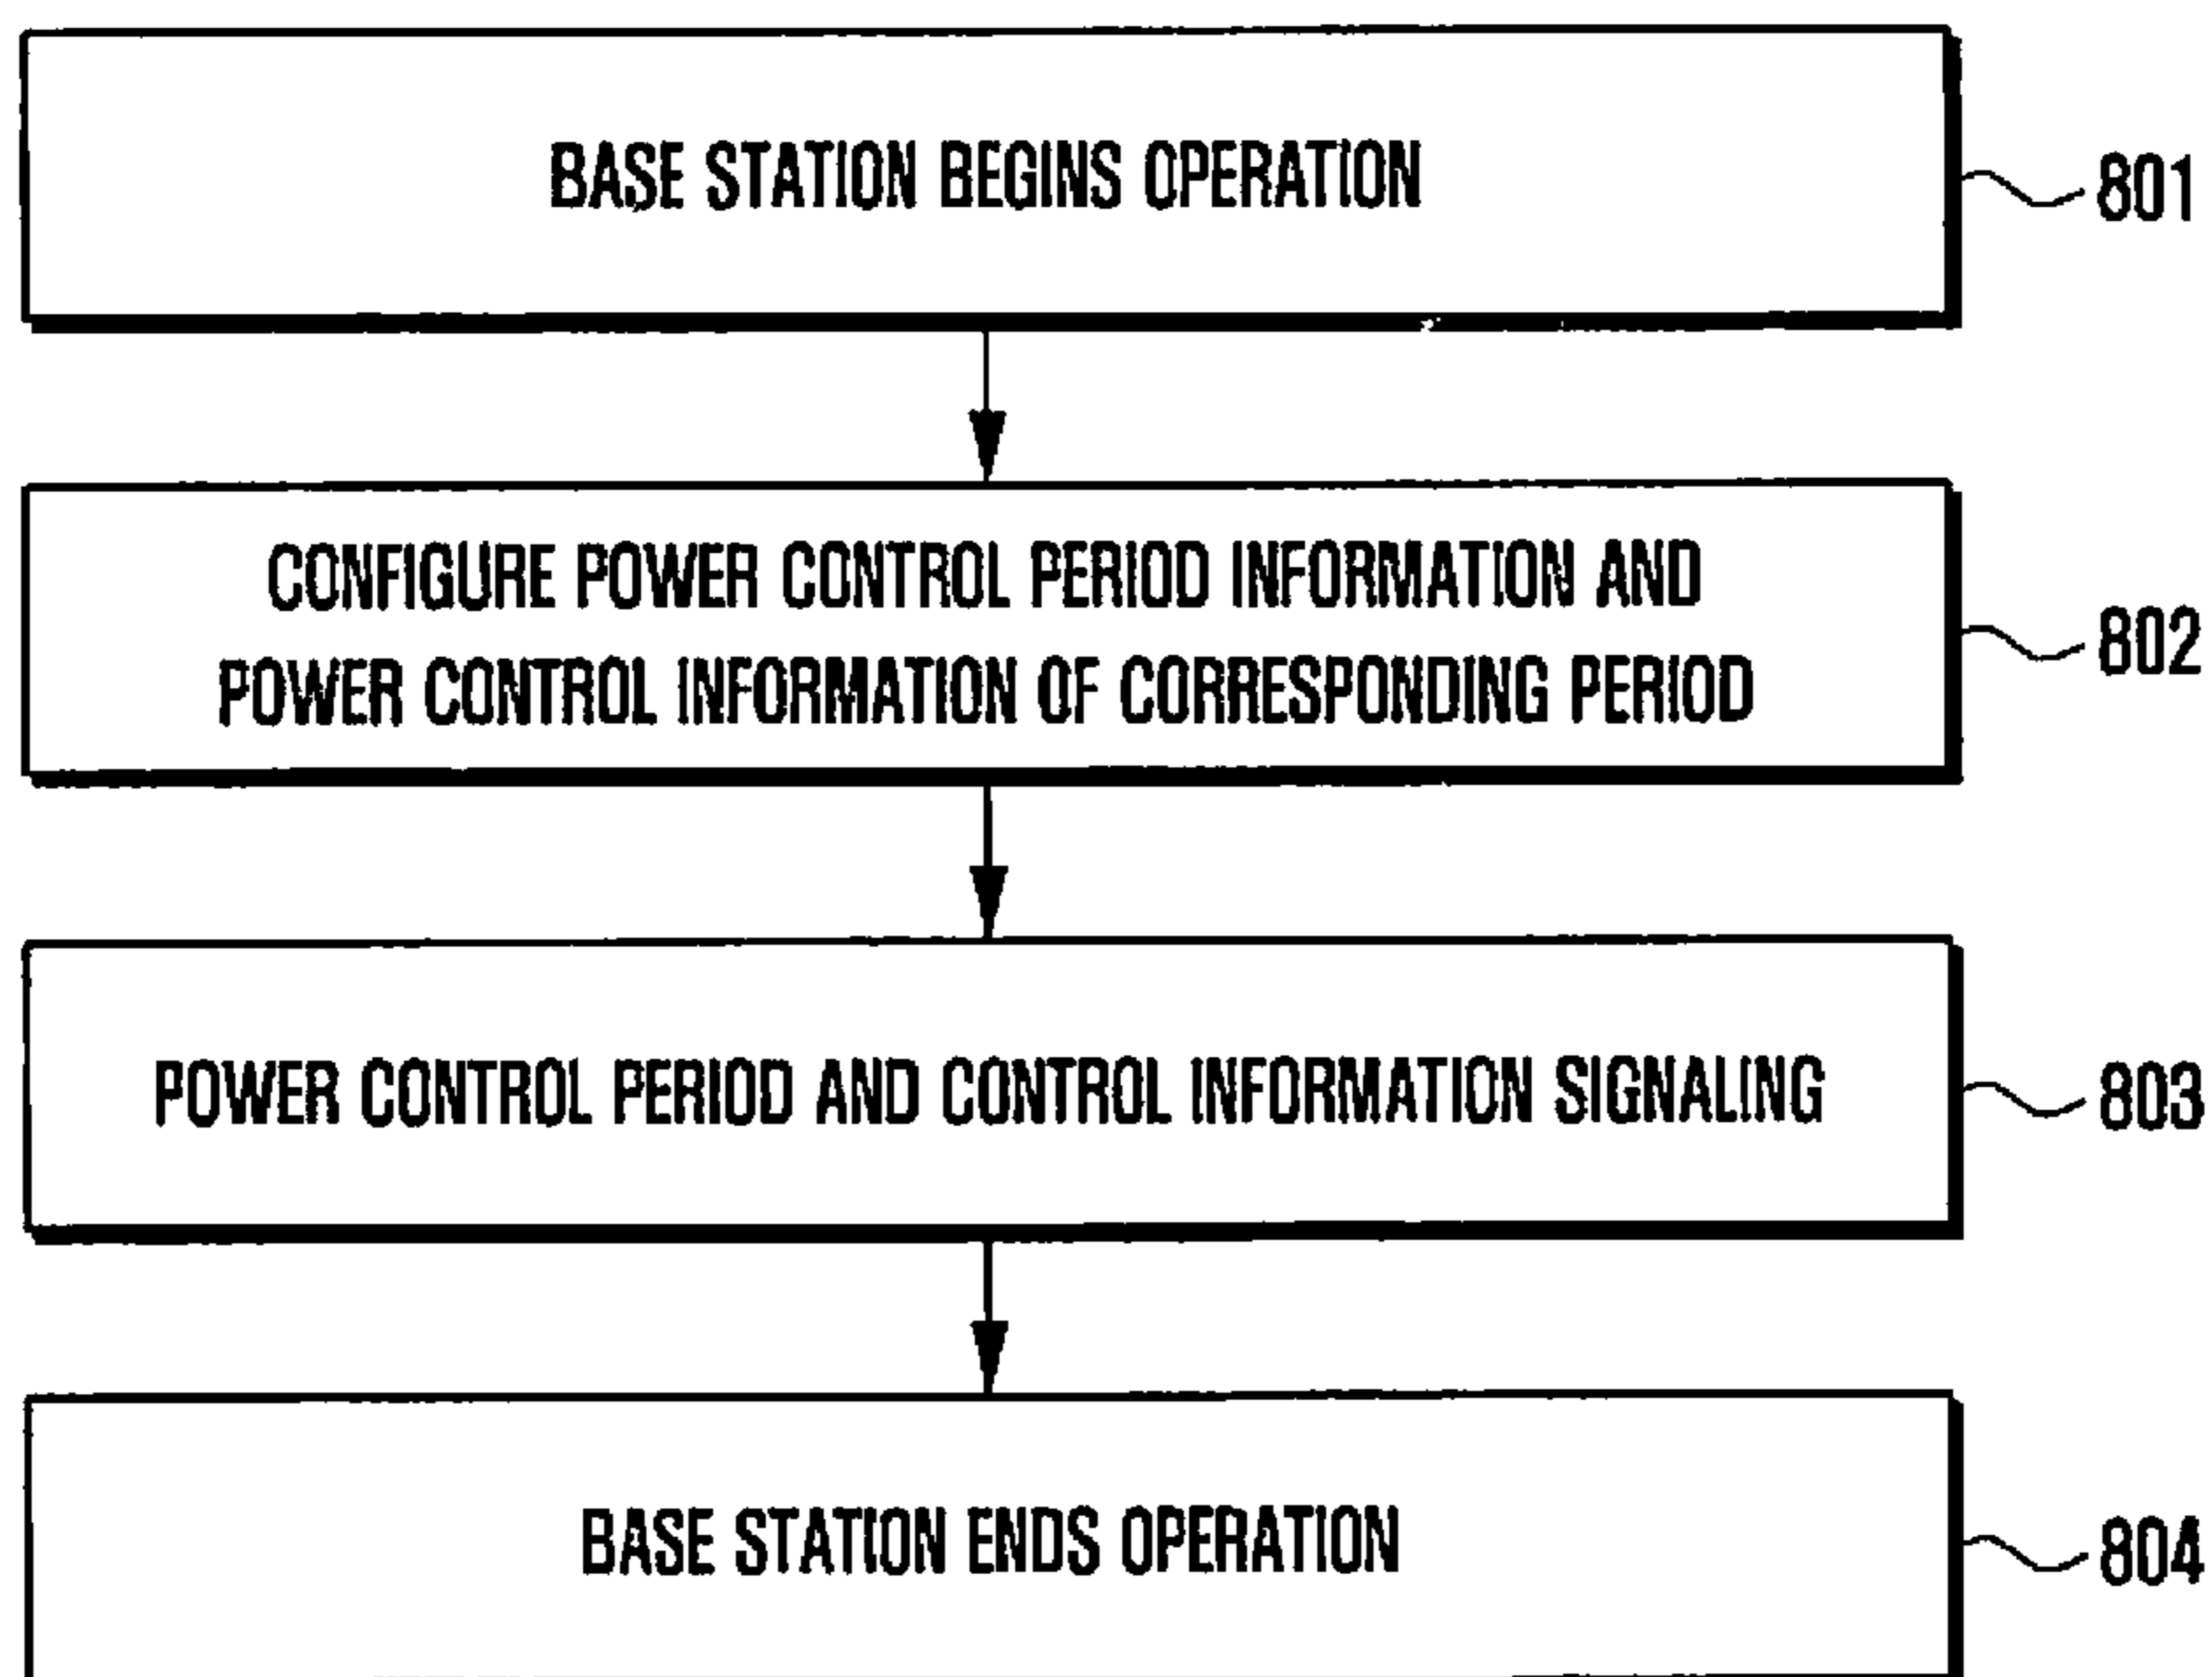 BASE STATION BEGINS OPERATION
801
CONFIGURE POWER CONTROL PERIOD INFORMATION AND
POWER CONTROL INFORMATION OF CORRESPONDING PERIOD
802
POWER CONTROL PERIOD AND CONTROL INFORMATION SIGNALING
803
BASE STATION ENDS OPERATION
804